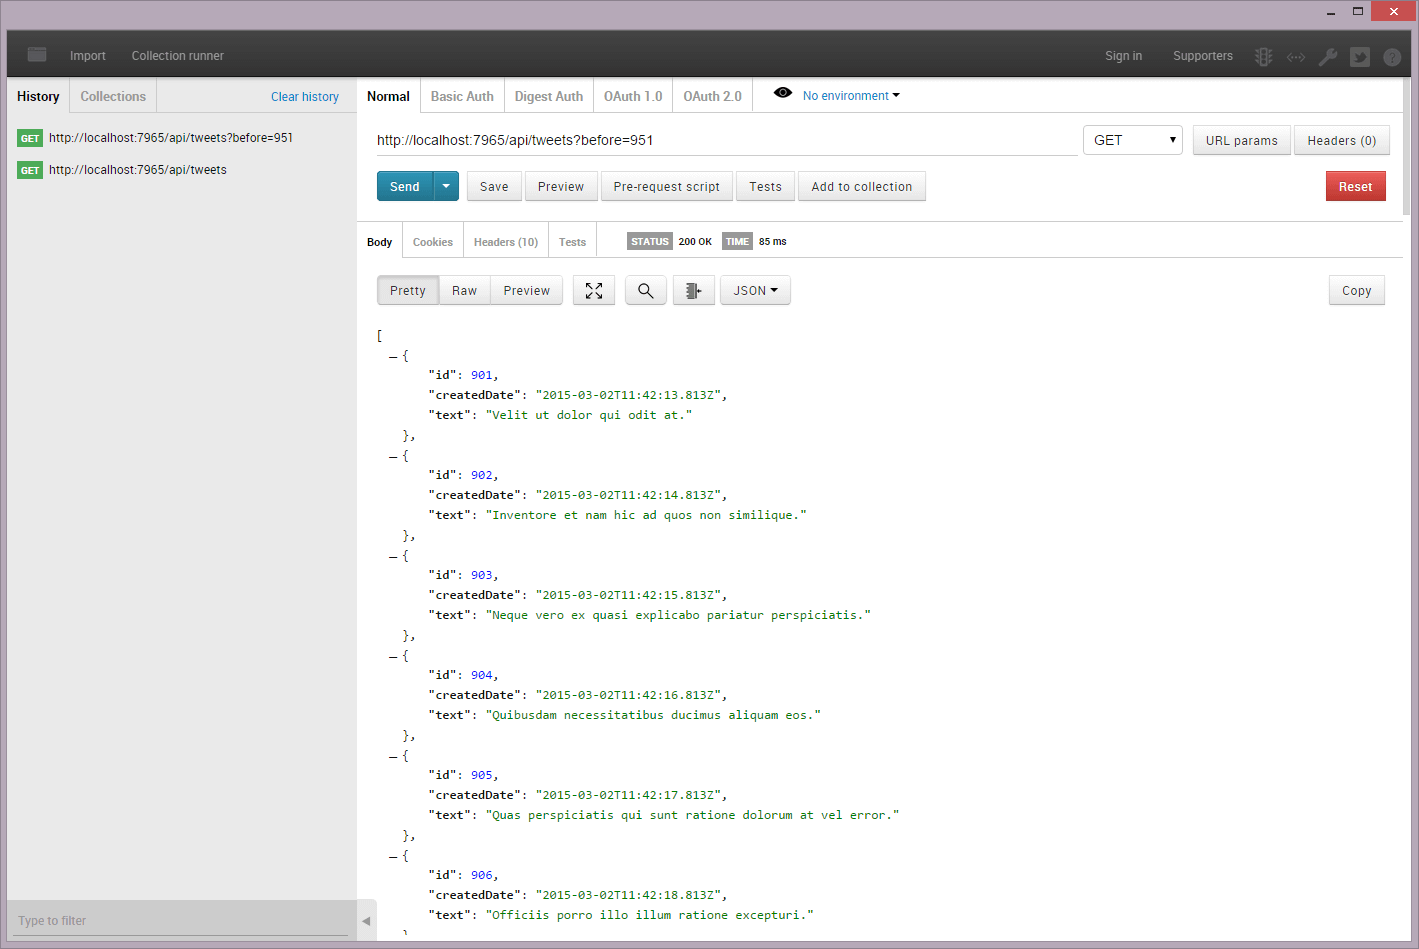 Import Collection runner Sign in Supporters
History Collections Clear history
GET http://localhost:7965/api/tweets?before=951
GET http://localhost:7965/api/tweets
Type to filter
Normal Basic Auth Digest Auth OAuth 1.0 OAuth 2.0 No environment
http://localhost:7965/api/tweets?before=951 GET URL params Headers (0)
Send Save Preview Pre-request script Tests Add to collection Reset
Body Cookies Headers (10) Tests STATUS 200 OK TIME 85 ms
Pretty Raw Preview JSON Copy
[
– {
"id": 901,
"createdDate": "2015-03-02T11:42:13.813Z",
"text": "Velit ut dolor qui odit at."
},
– {
"id": 902,
"createdDate": "2015-03-02T11:42:14.813Z",
"text": "Inventore et nam hic ad quos non similique."
},
– {
"id": 903,
"createdDate": "2015-03-02T11:42:15.813Z",
"text": "Neque vero ex quasi explicabo pariatur perspiciatis."
},
– {
"id": 904,
"createdDate": "2015-03-02T11:42:16.813Z",
"text": "Quibusdam necessitatibus ducimus aliquam eos."
},
– {
"id": 905,
"createdDate": "2015-03-02T11:42:17.813Z",
"text": "Quas perspiciatis qui sunt ratione dolorum at vel error."
},
– {
"id": 906,
"createdDate": "2015-03-02T11:42:18.813Z",
"text": "Officiis porro illo illum ratione excepturi."
}